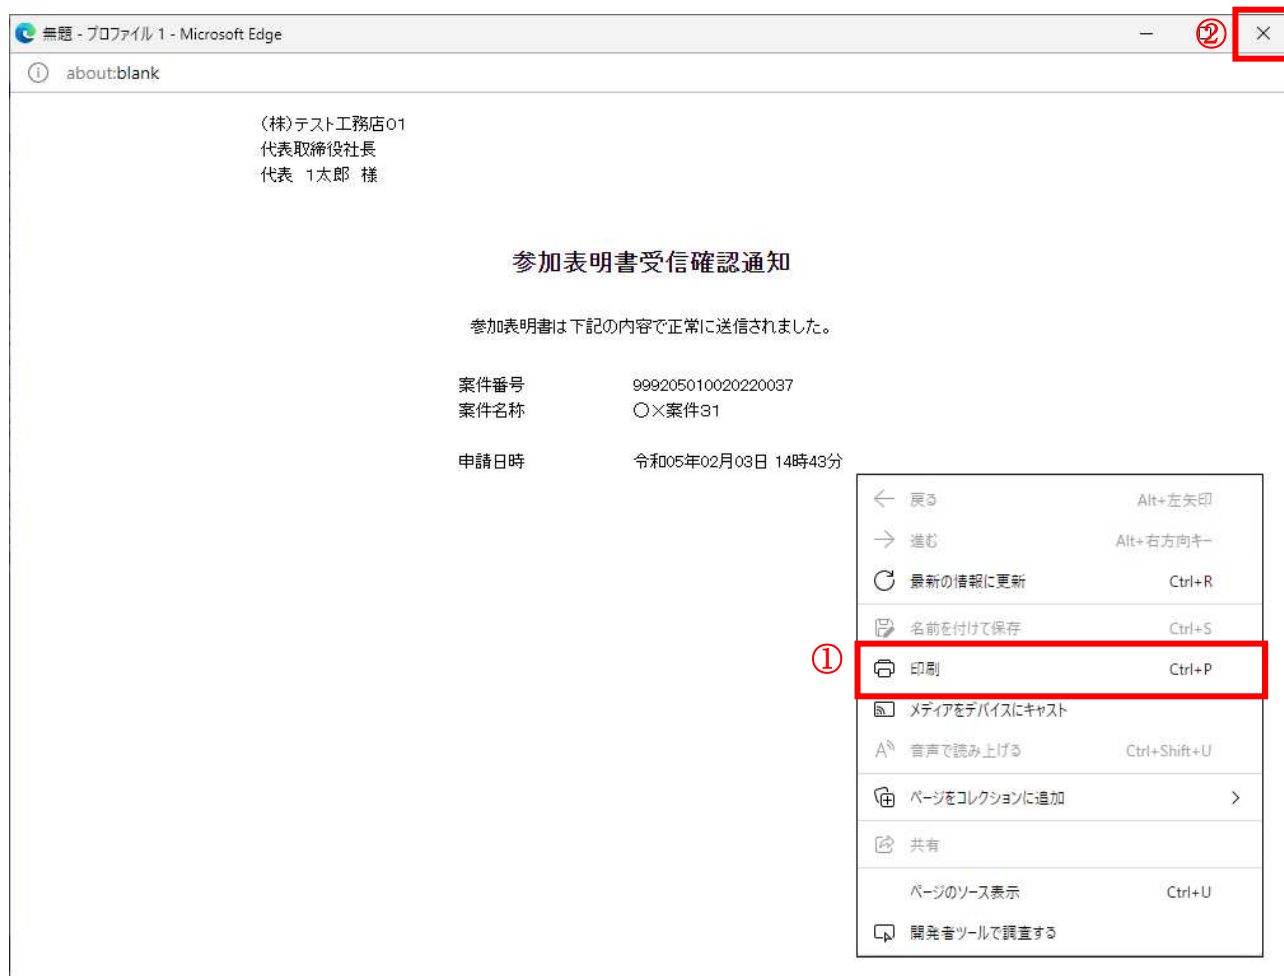 無題 - プロファイル 1 - Microsoft Edge
②
about:blank
(株)テスト工務店01
代表取締役社長
代表 1太郎 様
参加表明書受信確認通知
参加表明書は下記の内容で正常に送信されました。
案件番号 999205010020220037
案件名称 〇×案件31
申請日時 令和05年02月03日 14時43分
戻る Alt+左矢印
進む Alt+右方向キー
最新の情報に更新 Ctrl+R
名前を付けて保存 Ctrl+S
① 印刷 Ctrl+P
メディアをデバイスにキャスト
音声で読み上げる Ctrl+Shift+U
ページをコレクションに追加
共有
ページのソース表示 Ctrl+U
開発者ツールで調査する